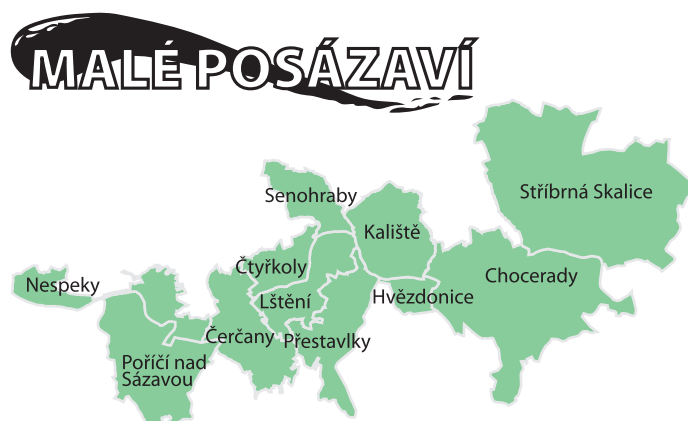 MALÉ POSÁZAVÍ
Stříbrná Skalice
Senohraby
Kaliště
Čtyřkoly
Chocerady
Nespeky
Lštění
Hvězdonice
Čerčany
Přestavlky
Poříčí nad
Sázavou